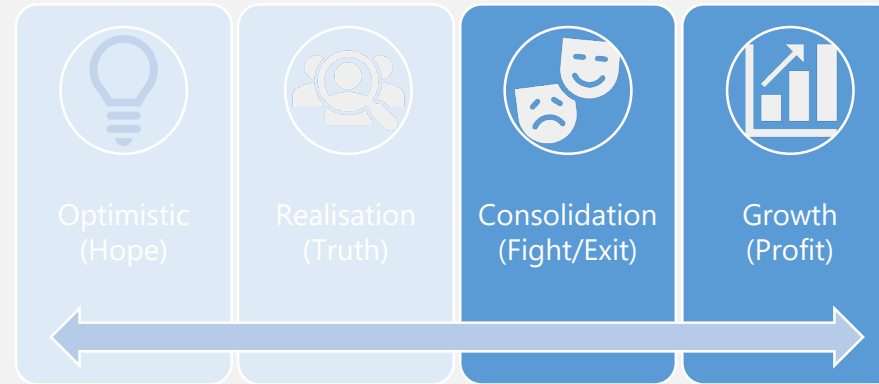 Optimistic
(Hope)
Realisation
(Truth)
Consolidation
(Fight/Exit)
Growth
(Profit)